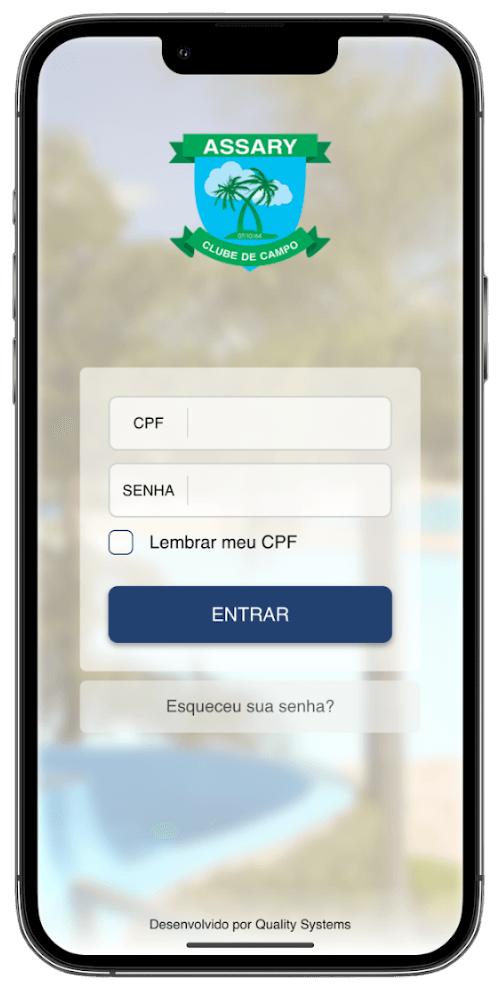 ASSARY
07/10/64
CLUBE DE CAMPO
CPF
SENHA
Lembrar meu CPF
ENTRAR
Esqueceu sua senha?
Desenvolvido por Quality Systems